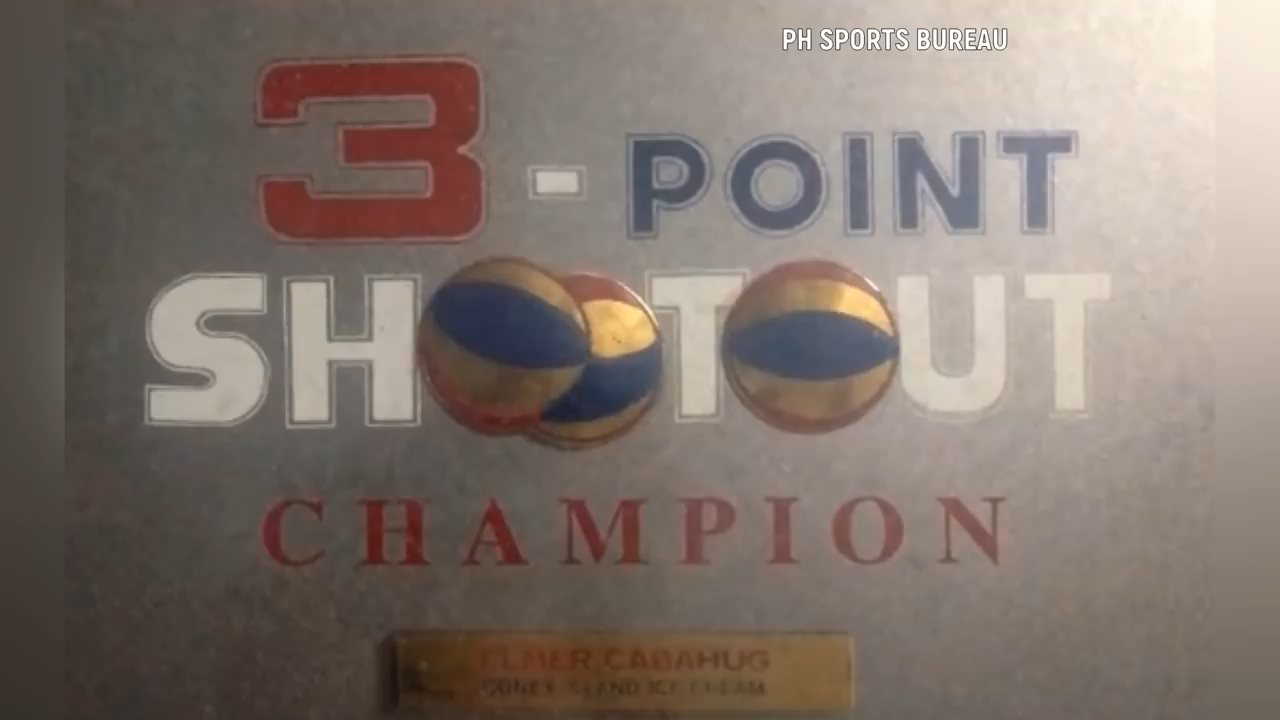 PH SPORTS BUREAU
3-POINT
SHOOTOUT
CHAMPION
ELMER CABAHUG
ICE CREAM